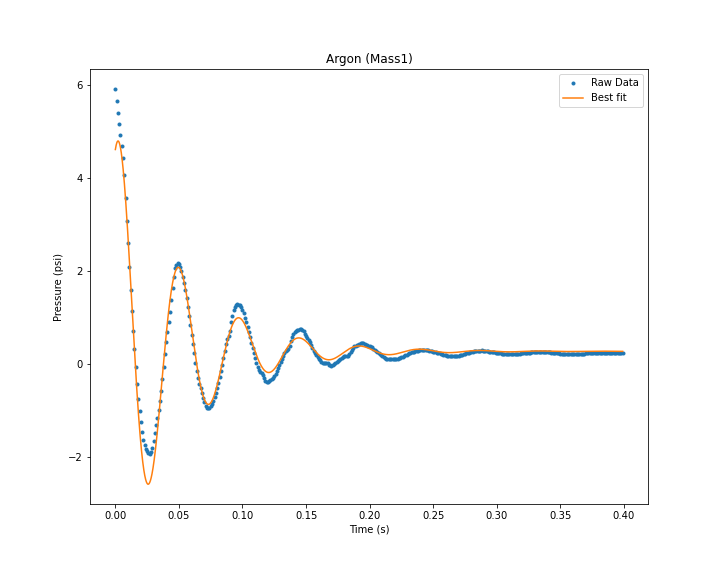 Argon (Mass1)
Raw Data
Best fit
6
4
2
0
−2
Pressure (psi)
0.00 0.05 0.10 0.15 0.20 0.25 0.30 0.35 0.40
Time (s)